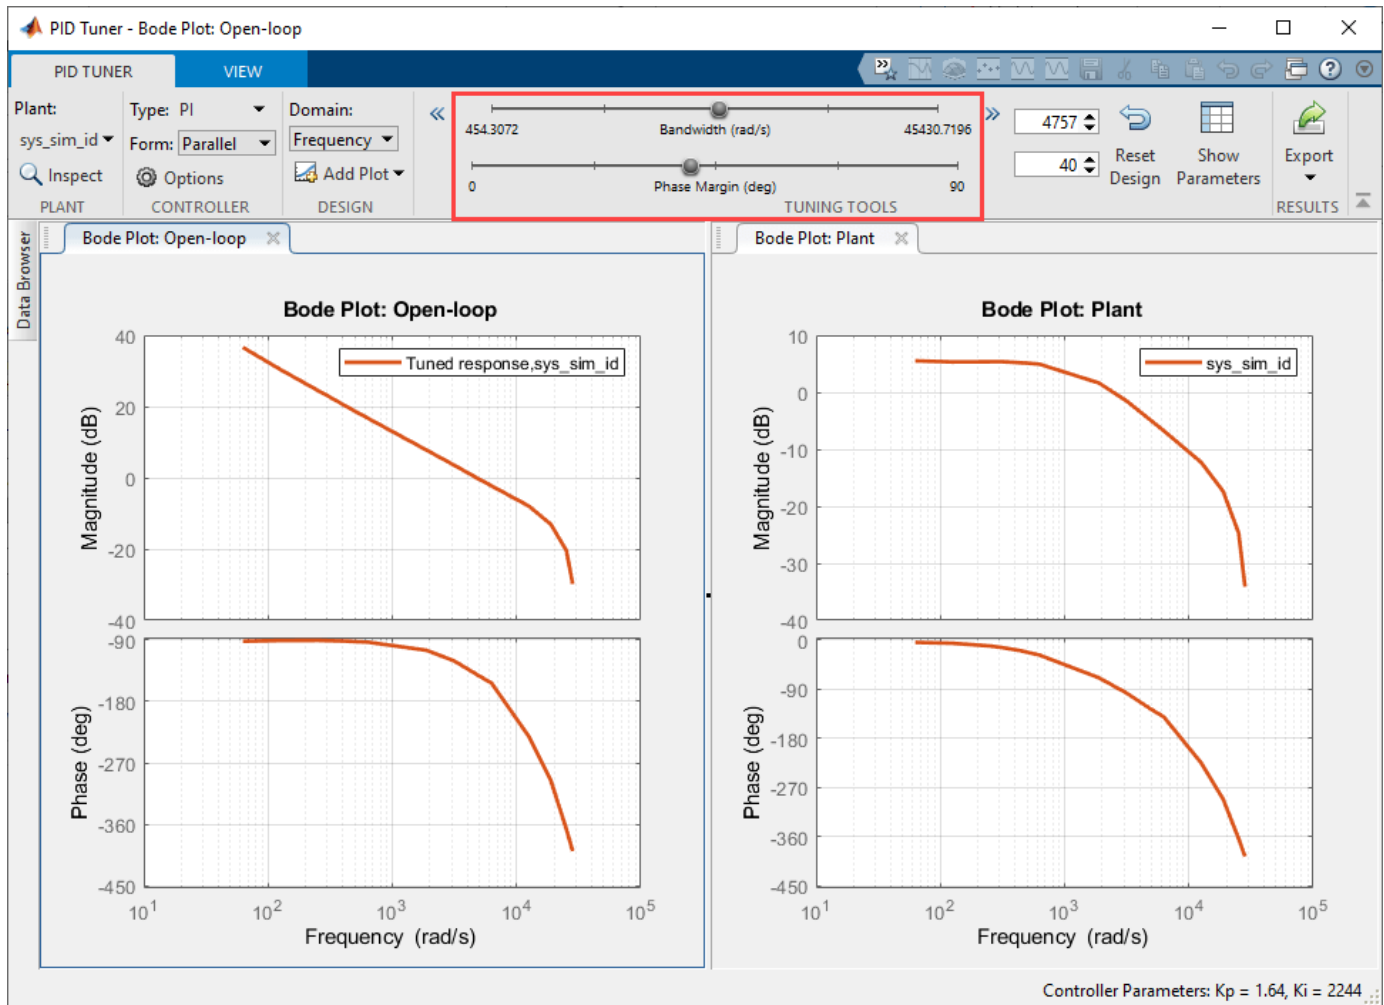 PID Tuner - Bode Plot: Open-loop
PID TUNER
VIEW
Plant:
sys_sim_id
Inspect
PLANT
Type: PI
Form: Parallel
Options
CONTROLLER
Domain:
Frequency
Add Plot
DESIGN
454.3072
Bandwidth (rad/s)
45430.7196
0
Phase Margin (deg)
90
TUNING TOOLS
4757
40
Reset
Design
Show
Parameters
Export
RESULTS
Data Browser
Bode Plot: Open-loop
Bode Plot: Open-loop
Tuned response,sys_sim_id
Magnitude (dB)
40
20
0
-20
-40
Phase (deg)
-90
-180
-270
-360
-450
10^1
10^2
10^3
10^4
10^5
Frequency (rad/s)
Bode Plot: Plant
Bode Plot: Plant
sys_sim_id
Magnitude (dB)
10
0
-10
-20
-30
-40
Phase (deg)
0
-90
-180
-270
-360
-450
10^1
10^2
10^3
10^4
10^5
Frequency (rad/s)
Controller Parameters: Kp = 1.64, Ki = 2244